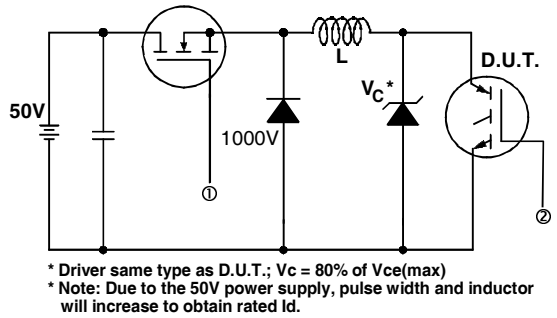 50V
1000V
L
V_C*
D.U.T.
①
②
* Driver same type as D.U.T.; Vc = 80% of Vce(max)
* Note: Due to the 50V power supply, pulse width and inductor
will increase to obtain rated Id.